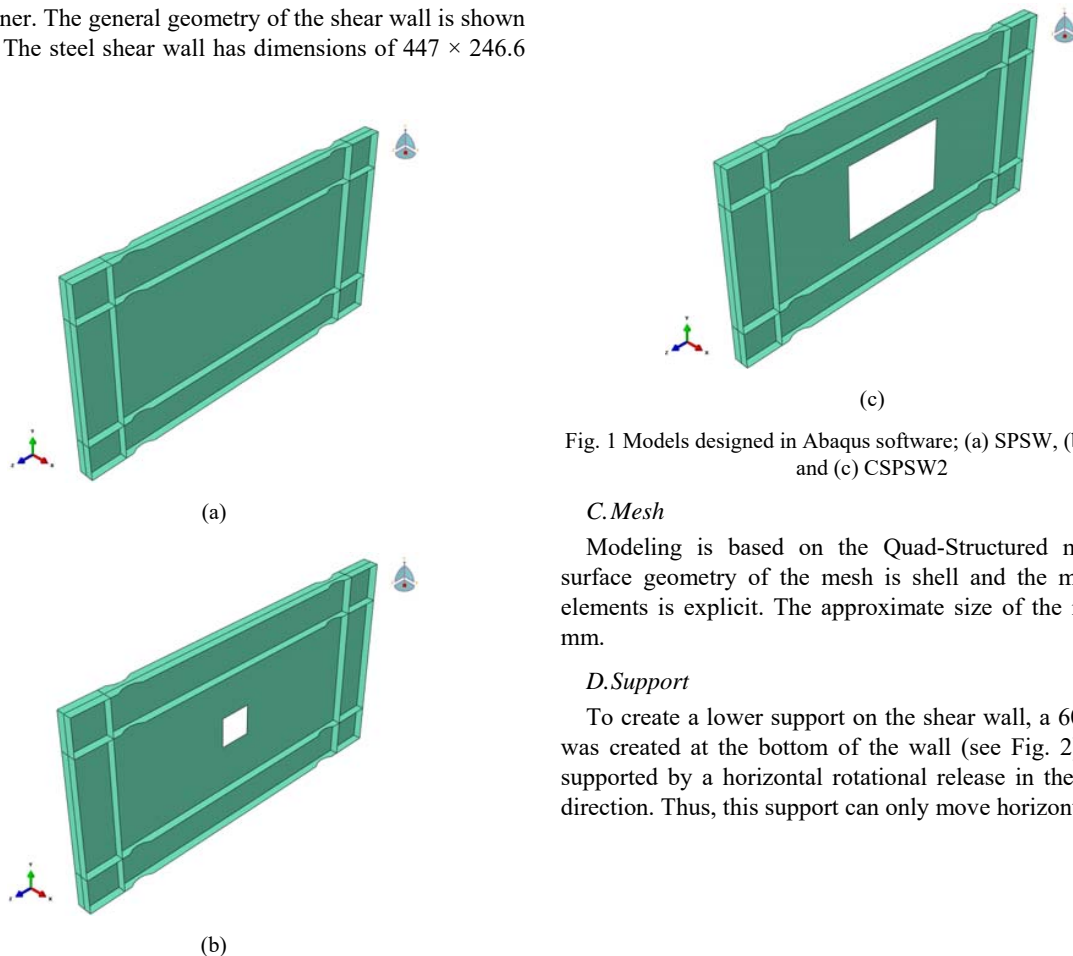 ner. The general geometry of the shear wall is shown
The steel shear wall has dimensions of 447 × 246.6
(a)
(b)
(c)
Fig. 1 Models designed in Abaqus software; (a) SPSW, (b
and (c) CSPSW2
C.Mesh
Modeling is based on the Quad-Structured m
surface geometry of the mesh is shell and the m
elements is explicit. The approximate size of the
mm.
D.Support
To create a lower support on the shear wall, a 60
was created at the bottom of the wall (see Fig. 2
supported by a horizontal rotational release in the
direction. Thus, this support can only move horizont